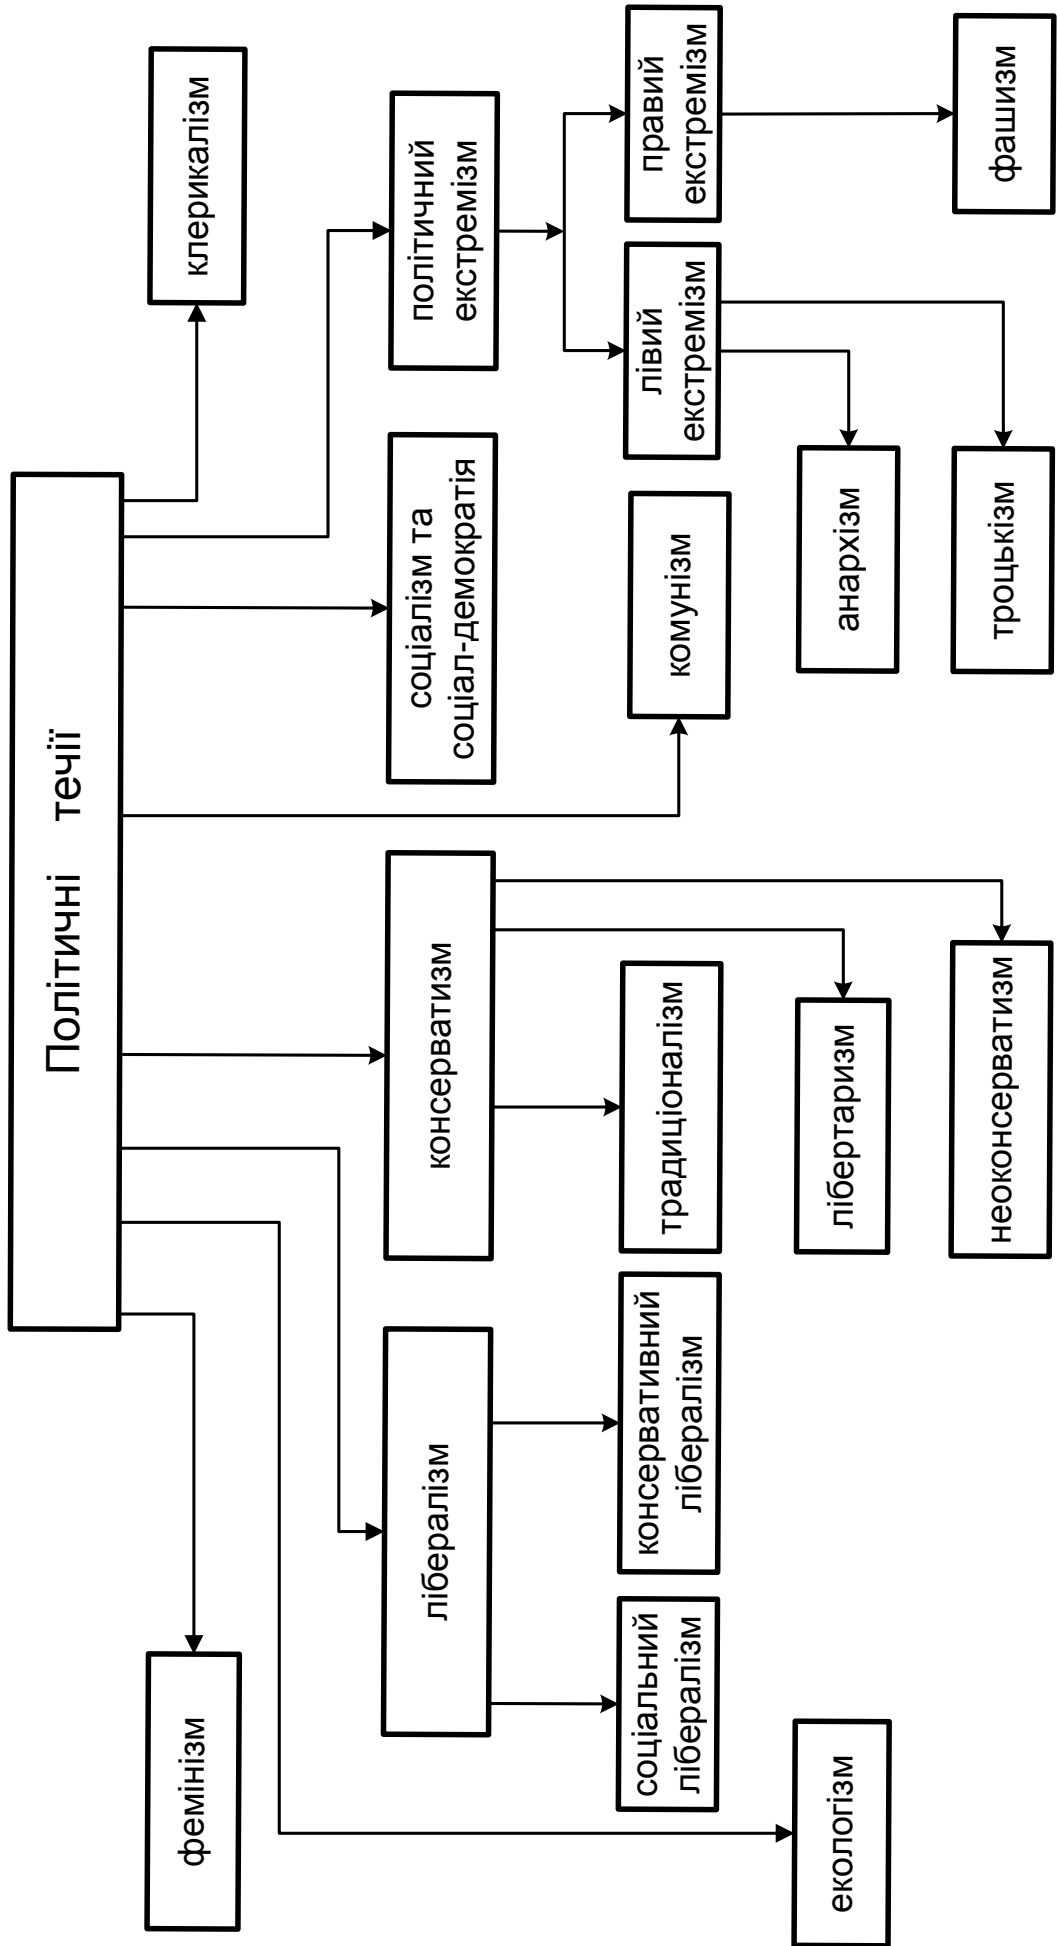 Політичні течії
фемінізм
клерикалізм
лібералізм
консерватизм
соціалізм та
соціал-демократія
політичний
екстремізм
соціальний
лібералізм
консервативний
лібералізм
традиціоналізм
комунізм
лівий
екстремізм
правий
екстремізм
екологізм
лібертаризм
анархізм
неоконсерватизм
троцькізм
фашизм